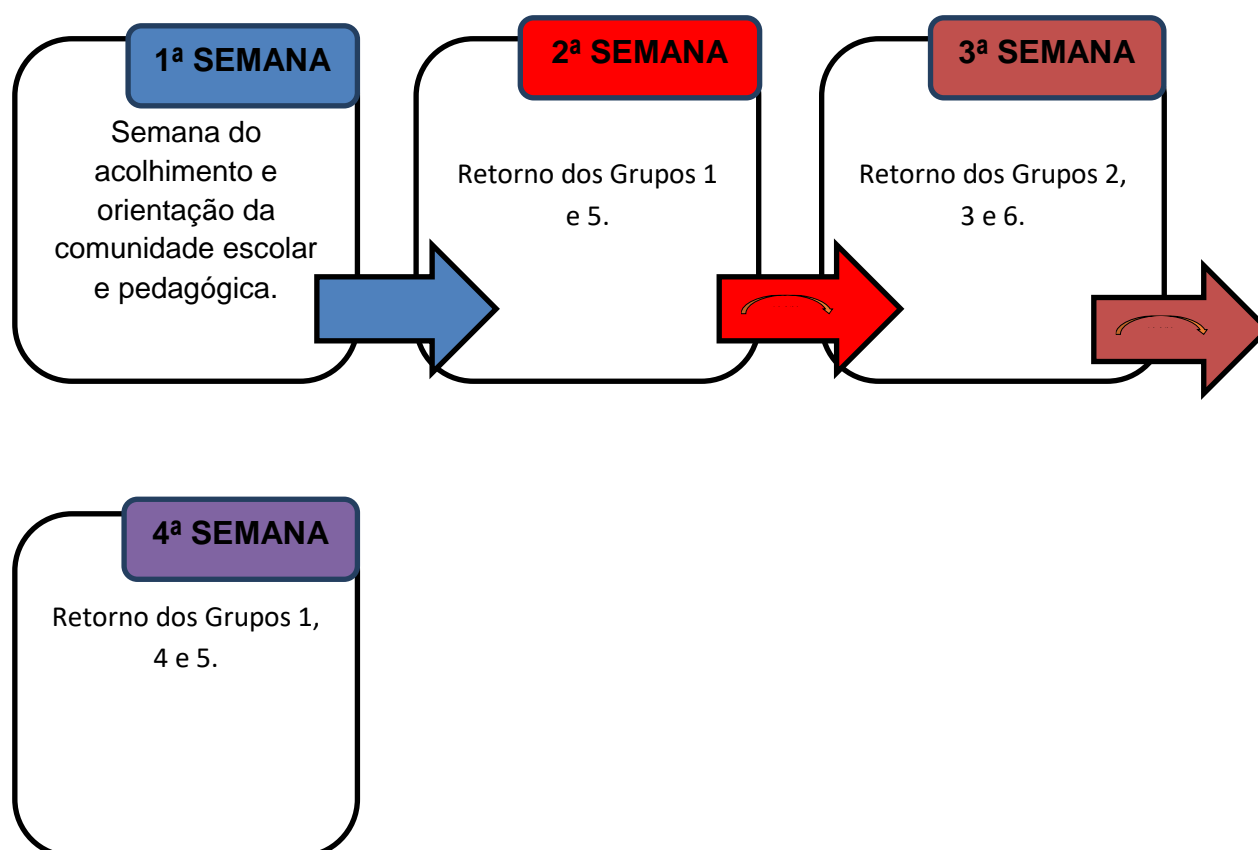 1ª SEMANA
Semana do
acolhimento e
orientação da
comunidade escolar
e pedagógica.
2ª SEMANA
Retorno dos Grupos 1
e 5.
3ª SEMANA
Retorno dos Grupos 2,
3 e 6.
4ª SEMANA
Retorno dos Grupos 1,
4 e 5.